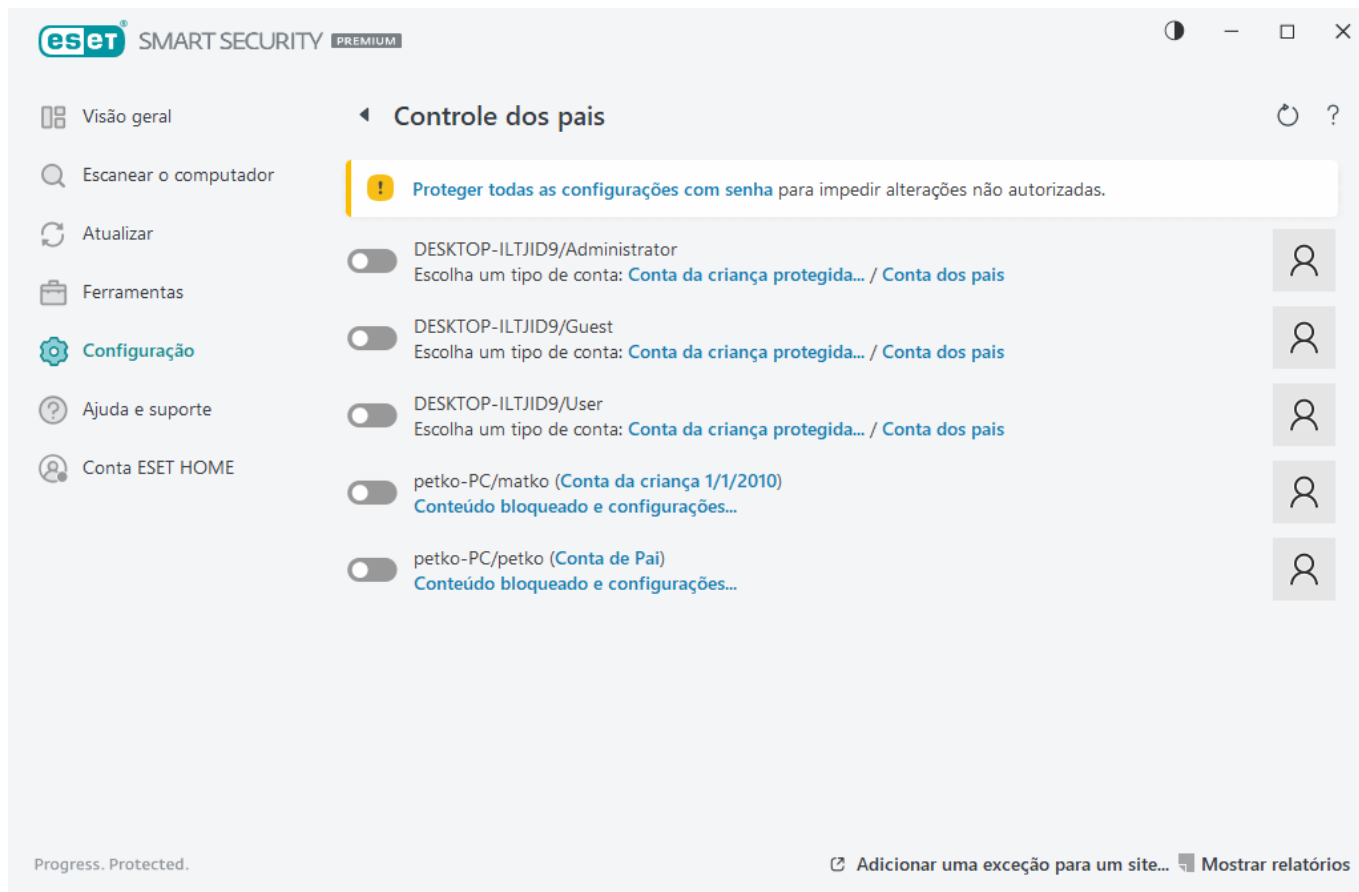 eset® SMART SECURITY PREMIUM
Visão geral
Escanear o computador
Atualizar
Ferramentas
Configuração
Ajuda e suporte
Conta ESET HOME
Controle dos pais
?
! Proteger todas as configurações com senha para impedir alterações não autorizadas.
DESKTOP-ILTJID9/Administrator
Escolha um tipo de conta: Conta da criança protegida... / Conta dos pais
DESKTOP-ILTJID9/Guest
Escolha um tipo de conta: Conta da criança protegida... / Conta dos pais
DESKTOP-ILTJID9/User
Escolha um tipo de conta: Conta da criança protegida... / Conta dos pais
petko-PC/matko (Conta da criança 1/1/2010)
Conteúdo bloqueado e configurações...
petko-PC/petko (Conta de Pai)
Conteúdo bloqueado e configurações...
Progress. Protected.
Adicionar uma exceção para um site... Mostrar relatórios